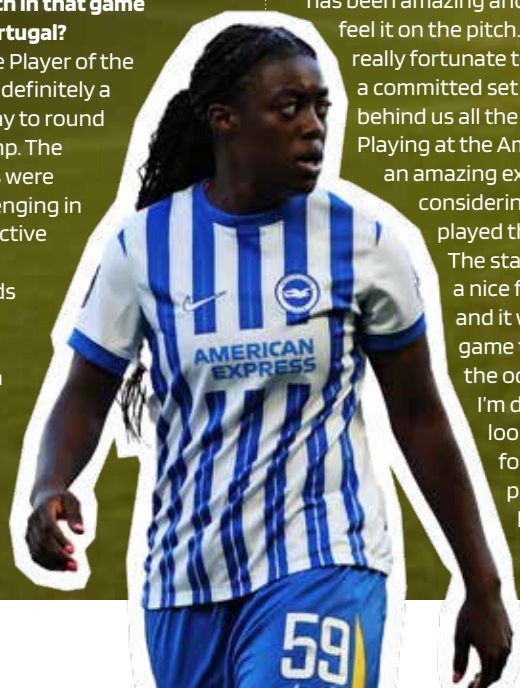 in that game
rtugal?
e Player of the
definitely a
ay to round
mp. The
s were
enging in
ctive
ds
has been amazing and
feel it on the pitch.
really fortunate t
a committed set
behind us all the
Playing at the Am
an amazing ex
considerin
played th
The sta
a nice f
and it w
game
the oc
I'm d
loo
fo
p
AMERICAN
EXPRESS
59